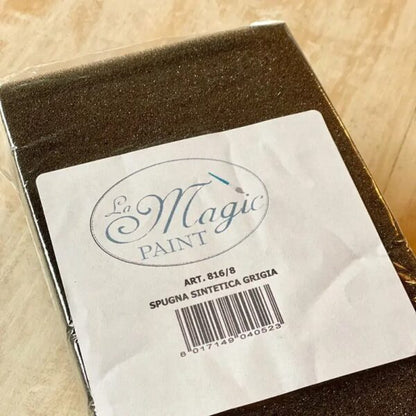 La Magic
PAINT
ART. 816/8
SPUGNA SINTETICA GRIGIA
8 017149 040523